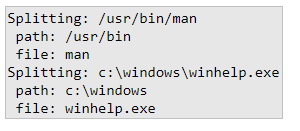 Splitting: /usr/bin/man
 path: /usr/bin
 file: man
Splitting: c:\windows\winhelp.exe
 path: c:\windows
 file: winhelp.exe